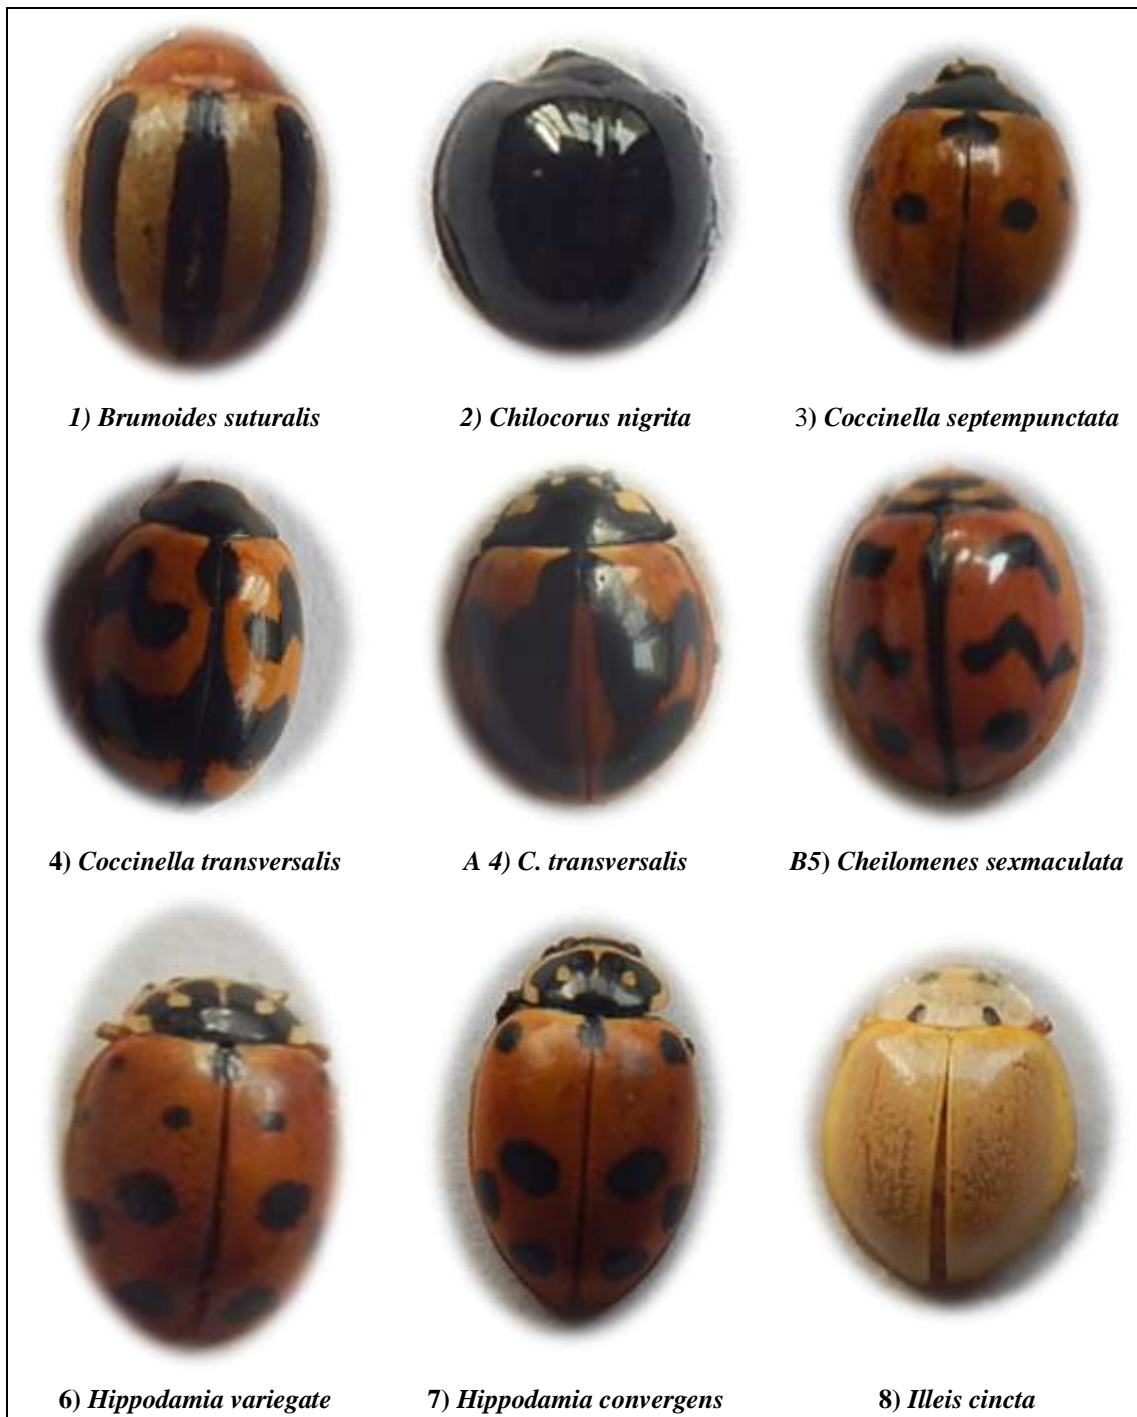 1) Brumoides suturalis
2) Chilocorus nigrita
3) Coccinella septempunctata
4) Coccinella transversalis
A 4) C. transversalis
B5) Cheilomenes sexmaculata
6) Hippodamia variegate
7) Hippodamia convergens
8) Illeis cincta